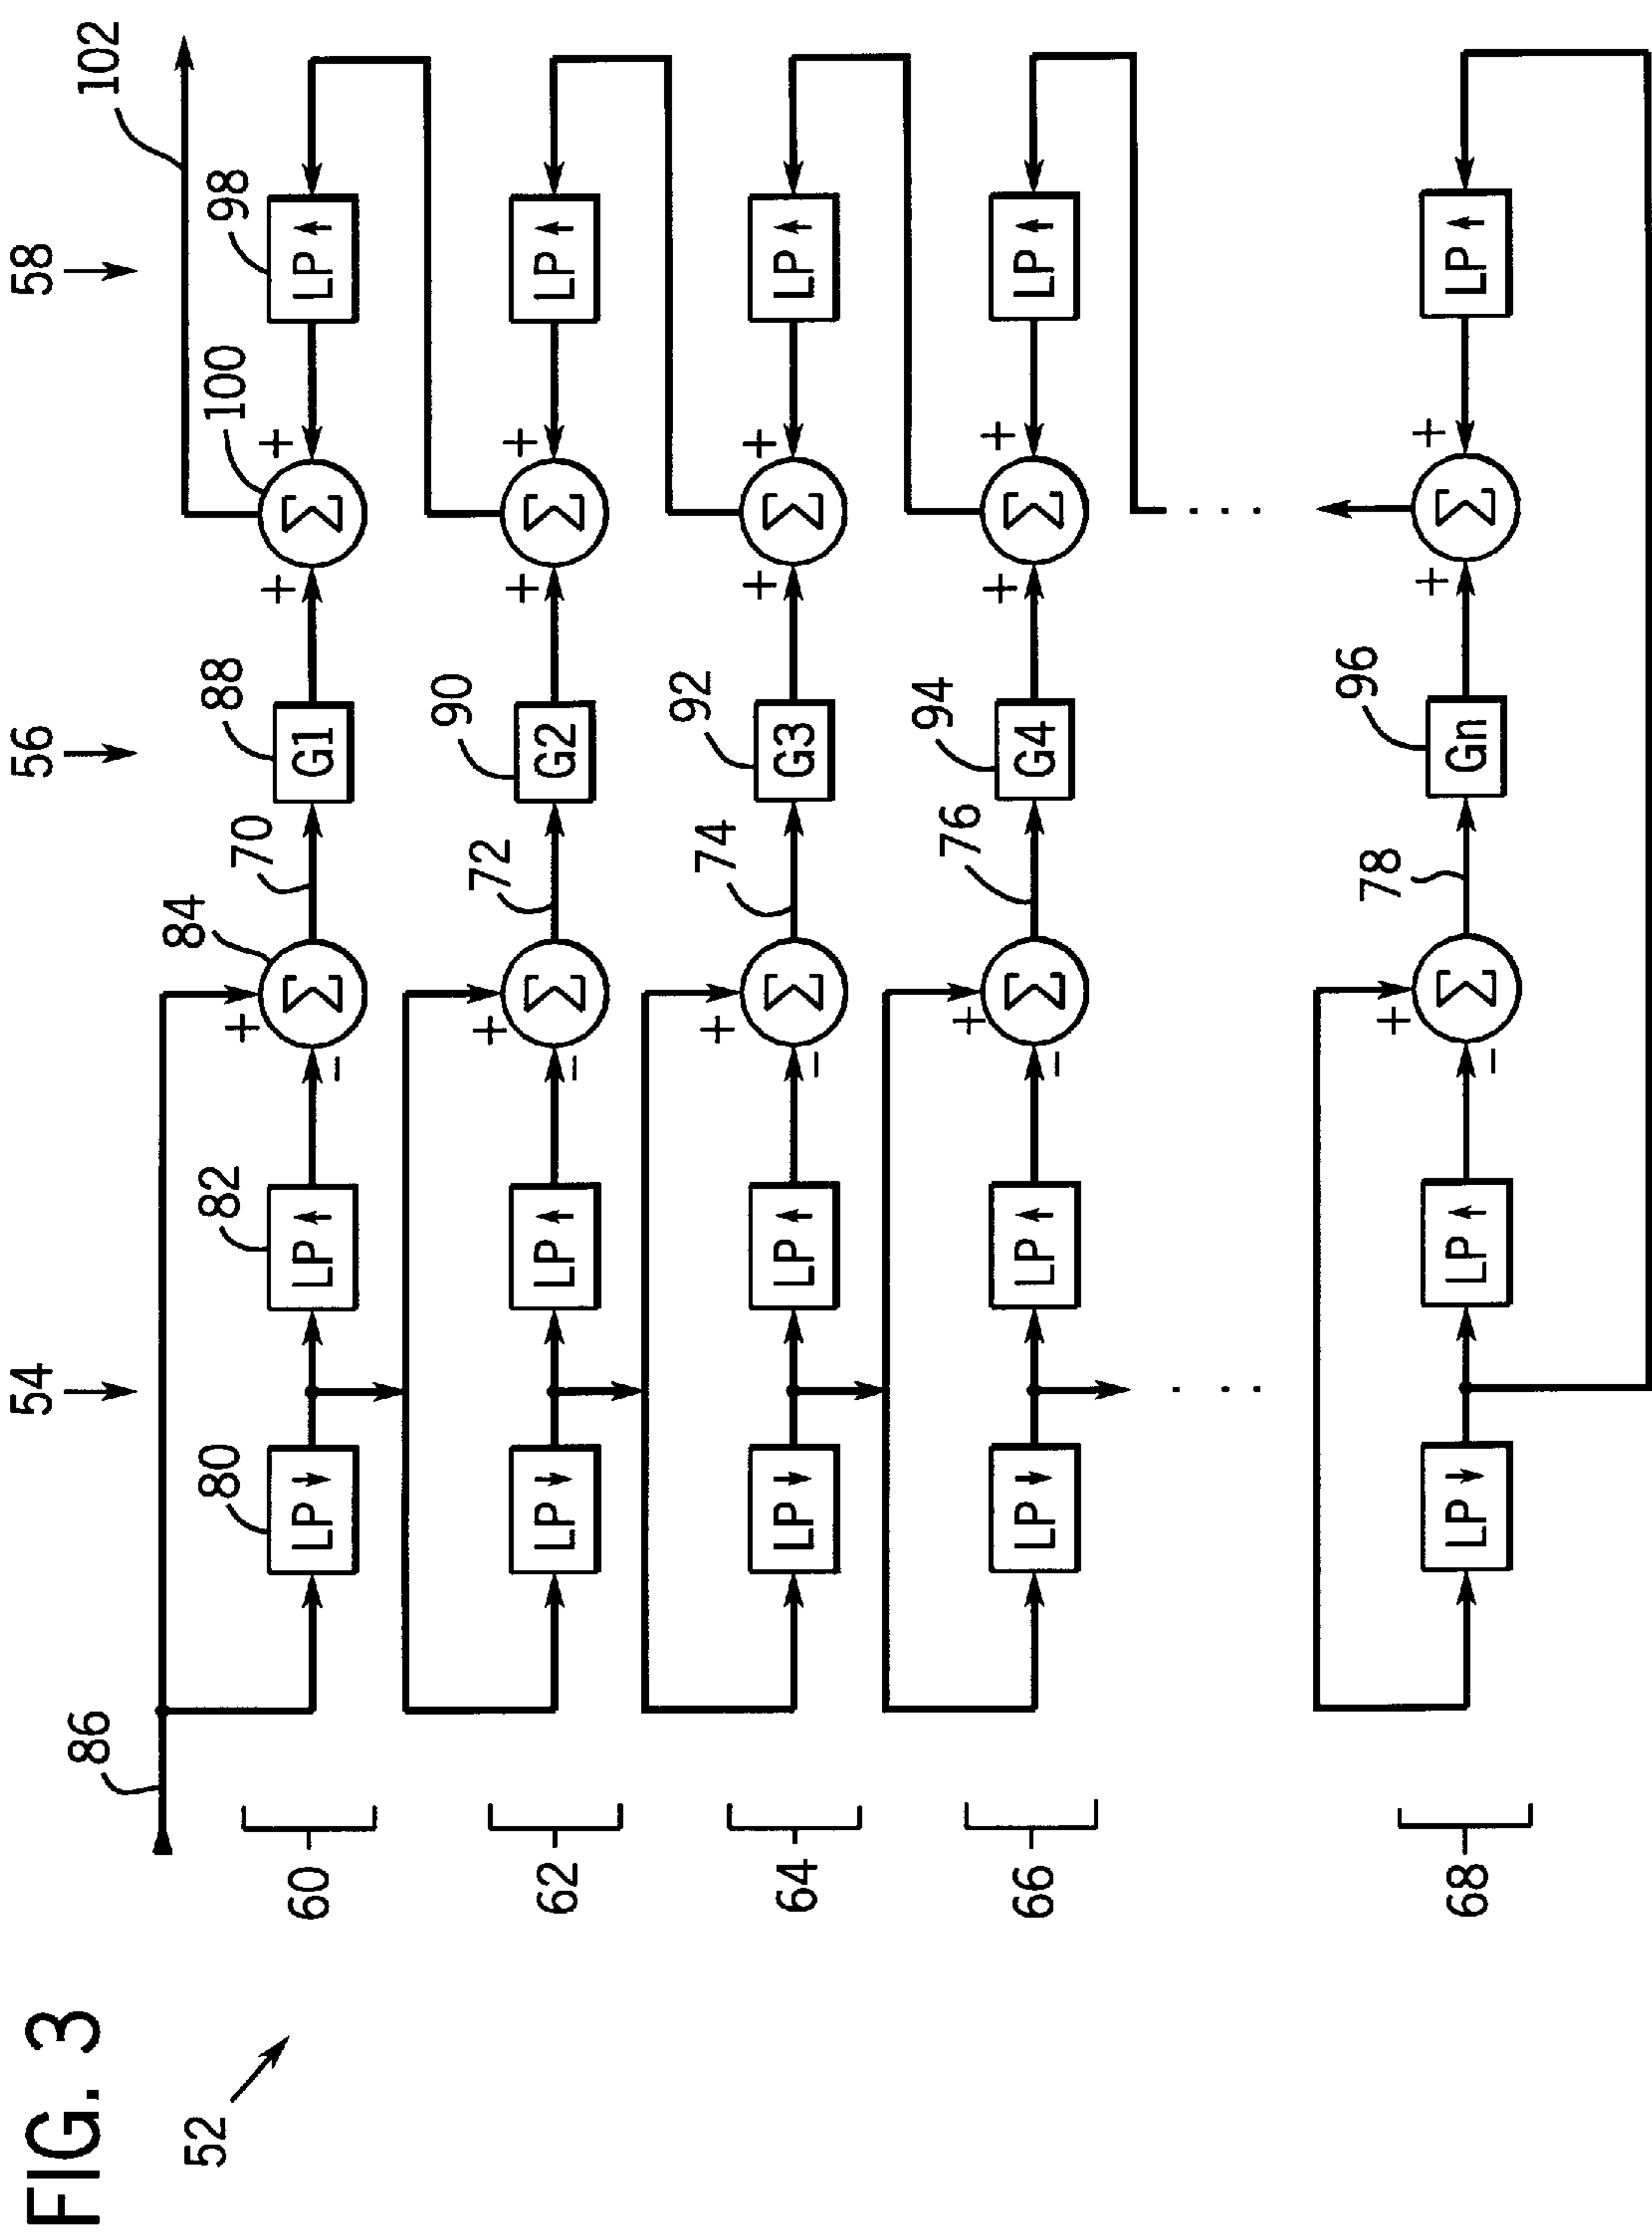 FIG. 3
52
54
56
58
86
102
60
80
LP↓
82
LP↑
84
+
-
Σ
70
88
G1
100
+
+
Σ
98
LP↑
62
LP↓
LP↑
+
-
Σ
72
90
G2
+
+
Σ
LP↑
64
LP↓
LP↑
+
-
Σ
74
92
G3
+
+
Σ
LP↑
66
LP↓
LP↑
+
-
Σ
76
94
G4
+
+
Σ
LP↑
. . .
. . .
68
LP↓
LP↑
+
-
Σ
78
96
Gn
+
+
Σ
LP↑